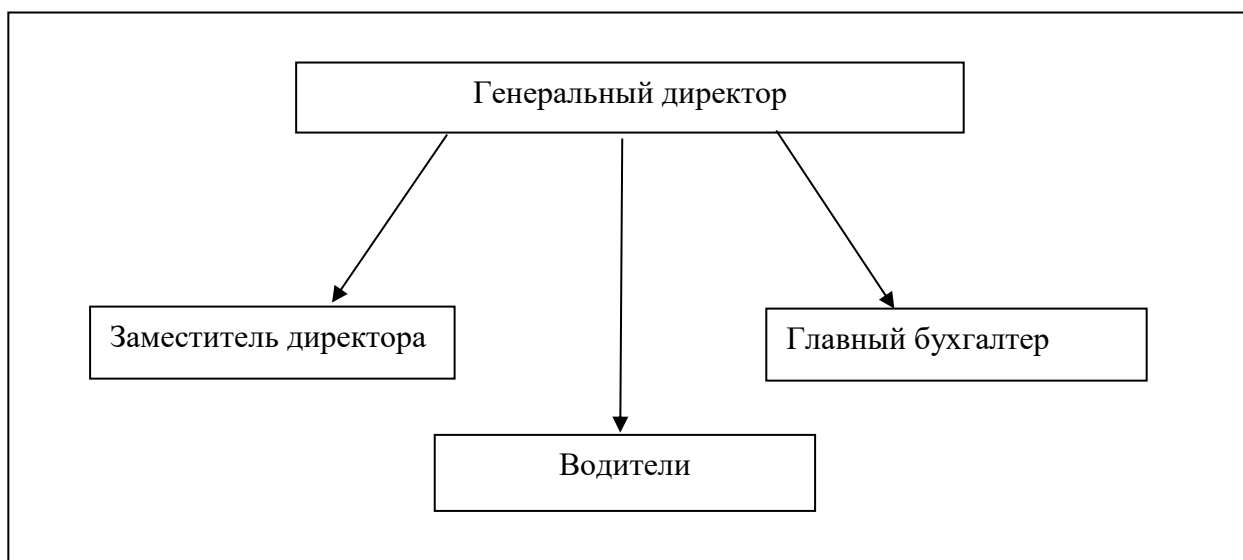 Генеральный директор
Заместитель директора
Главный бухгалтер
Водители